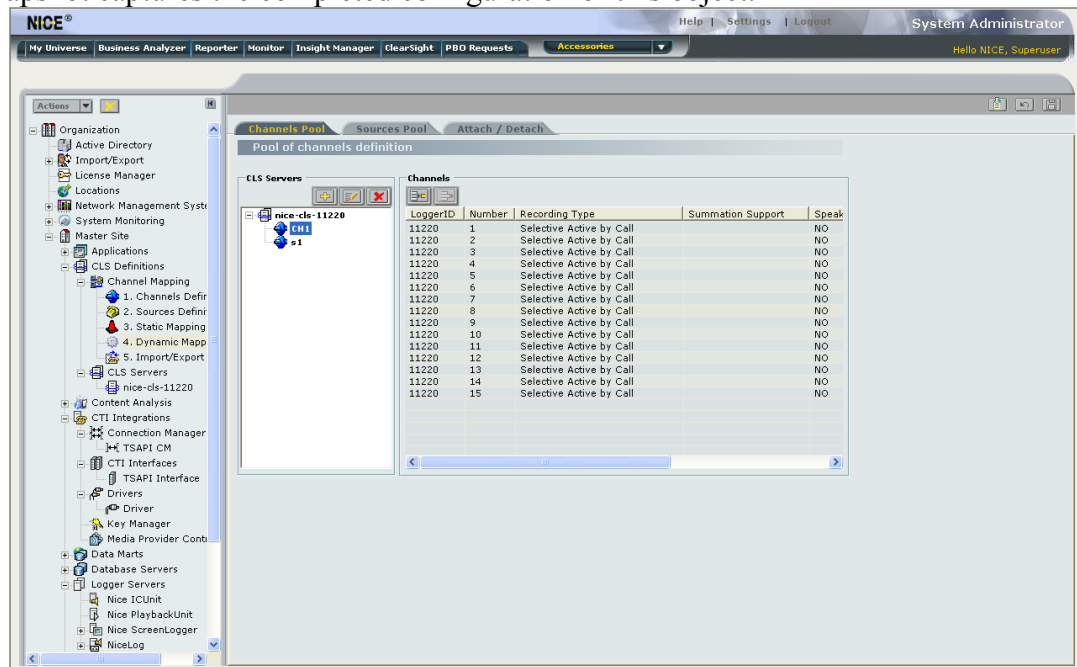 NICE®
Help | Settings | Logout
System Administrator
My Universe Business Analyzer Reporter Monitor Insight Manager ClearSight PBO Requests Accessories
Hello NICE, Superuser
Actions
Organization
Active Directory
Import/Export
License Manager
Locations
Network Management Syste
System Monitoring
Master Site
Applications
CLS Definitions
Channel Mapping
1. Channels Defir
2. Sources Defini
3. Static Mapping
4. Dynamic Mapp
5. Import/Export
CLS Servers
nice-cls-11220
Content Analysis
CTI Integrations
Connection Manager
TSAPI CM
CTI Interfaces
TSAPI Interface
Drivers
Driver
Key Manager
Media Provider Conti
Data Marts
Database Servers
Logger Servers
Nice ICUnit
Nice PlaybackUnit
Nice ScreenLogger
NiceLog
Channels Pool Sources Pool Attach / Detach
Pool of channels definition
CLS Servers
nice-cls-11220
CH1
s1
Channels
LoggerID Number Recording Type Summation Support Speak
11220 1 Selective Active by Call NO
11220 2 Selective Active by Call NO
11220 3 Selective Active by Call NO
11220 4 Selective Active by Call NO
11220 5 Selective Active by Call NO
11220 6 Selective Active by Call NO
11220 7 Selective Active by Call NO
11220 8 Selective Active by Call NO
11220 9 Selective Active by Call NO
11220 10 Selective Active by Call NO
11220 11 Selective Active by Call NO
11220 12 Selective Active by Call NO
11220 13 Selective Active by Call NO
11220 14 Selective Active by Call NO
11220 15 Selective Active by Call NO